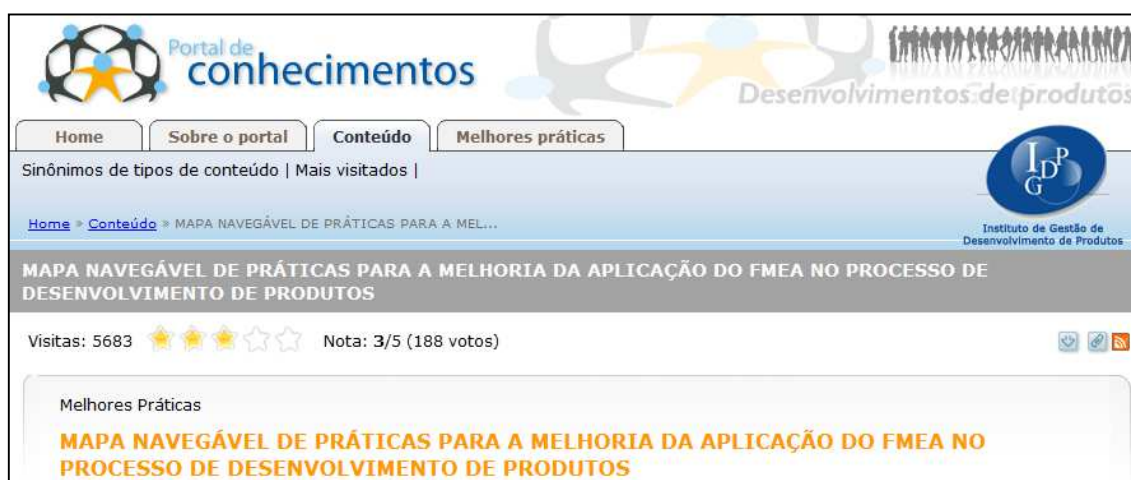 Portal de
conhecimentos
Desenvolvimentos de produtos
Home Sobre o portal Conteúdo Melhores práticas
Sinônimos de tipos de conteúdo | Mais visitados |
IGDP
Instituto de Gestão de
Desenvolvimento de Produtos
Home » Conteúdo » MAPA NAVEGÁVEL DE PRÁTICAS PARA A MEL...
MAPA NAVEGÁVEL DE PRÁTICAS PARA A MELHORIA DA APLICAÇÃO DO FMEA NO PROCESSO DE
DESENVOLVIMENTO DE PRODUTOS
Visitas: 5683 Nota: 3/5 (188 votos)
Melhores Práticas
MAPA NAVEGÁVEL DE PRÁTICAS PARA A MELHORIA DA APLICAÇÃO DO FMEA NO
PROCESSO DE DESENVOLVIMENTO DE PRODUTOS